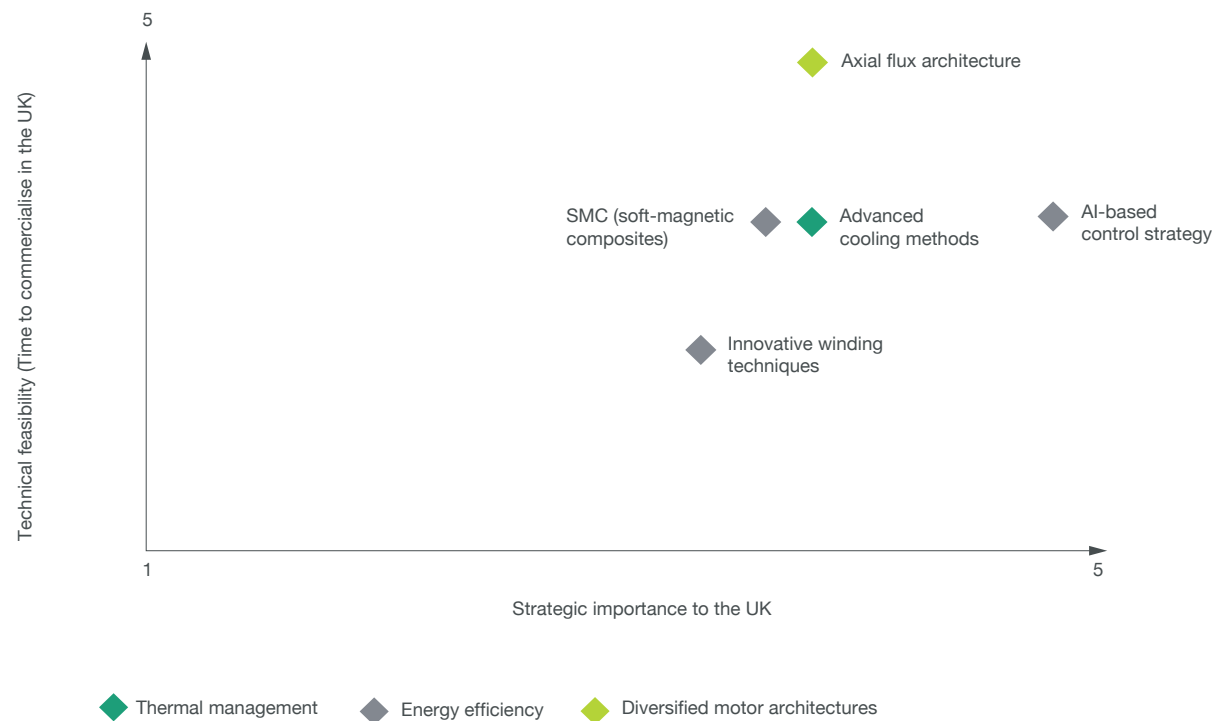 5
Technical feasibility (Time to commercialise in the UK)
Axial flux architecture
SMC (soft-magnetic
composites)
Advanced
cooling methods
AI-based
control strategy
Innovative winding
techniques
1
5
Strategic importance to the UK
Thermal management
Energy efficiency
Diversified motor architectures